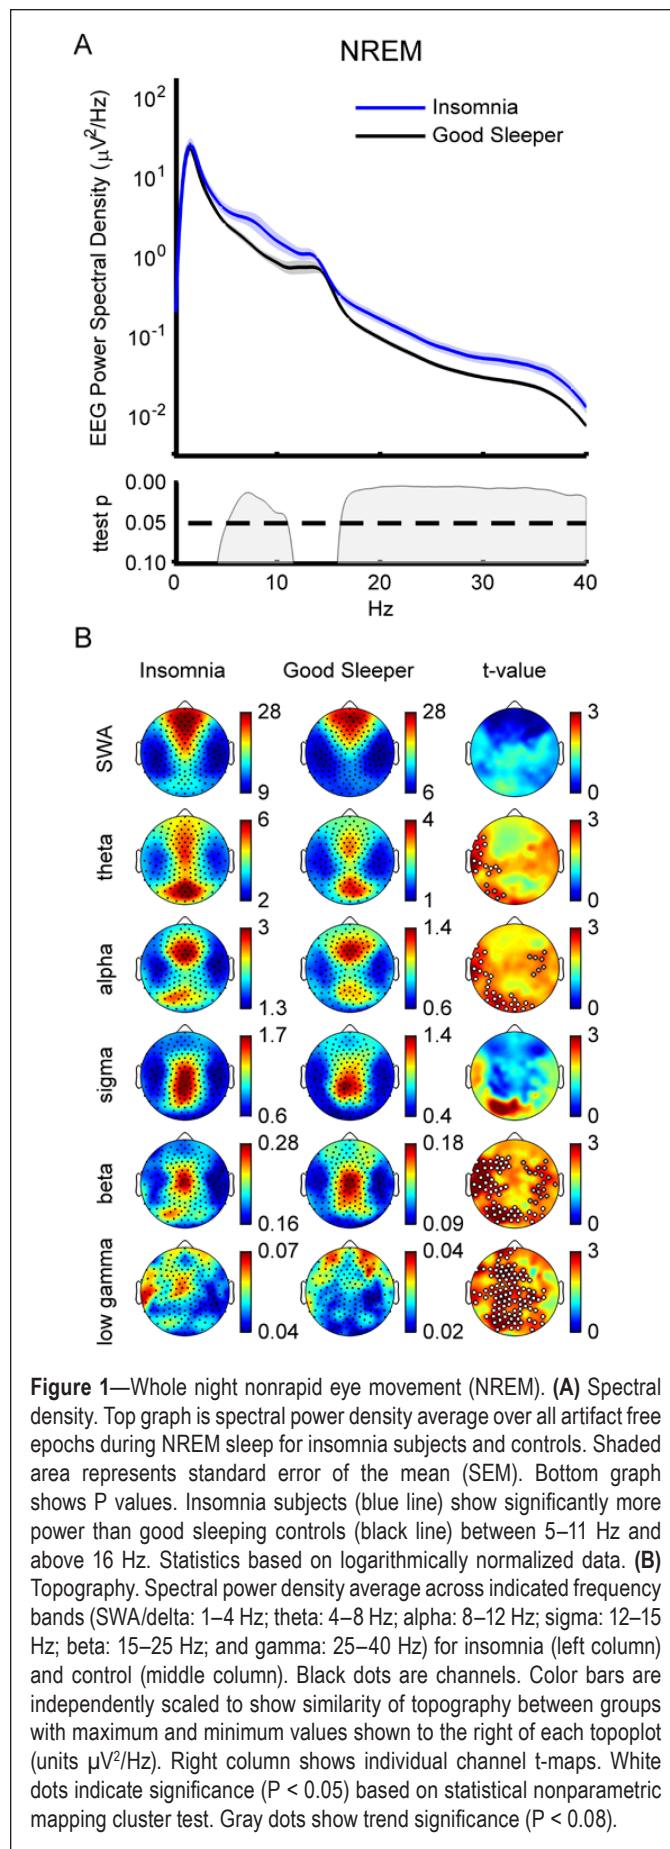 A
NREM
Insomnia
Good Sleeper
EEG Power Spectral Density (µV²/Hz)
10²
10¹
10⁰
10⁻¹
10⁻²
ttest p
0.00
0.05
0.10
0
10
20
30
40
Hz
B
Insomnia
Good Sleeper
t-value
SWA
28
9
28
6
3
0
theta
6
2
4
1
3
0
alpha
3
1.3
1.4
0.6
3
0
sigma
1.7
0.6
1.4
0.4
3
0
beta
0.28
0.16
0.18
0.09
3
0
low gamma
0.07
0.04
0.04
0.02
3
0
Figure 1—Whole night nonrapid eye movement (NREM). (A) Spectral
density. Top graph is spectral power density average over all artifact free
epochs during NREM sleep for insomnia subjects and controls. Shaded
area represents standard error of the mean (SEM). Bottom graph
shows P values. Insomnia subjects (blue line) show significantly more
power than good sleeping controls (black line) between 5–11 Hz and
above 16 Hz. Statistics based on logarithmically normalized data. (B)
Topography. Spectral power density average across indicated frequency
bands (SWA/delta: 1–4 Hz; theta: 4–8 Hz; alpha: 8–12 Hz; sigma: 12–15
Hz; beta: 15–25 Hz; and gamma: 25–40 Hz) for insomnia (left column)
and control (middle column). Black dots are channels. Color bars are
independently scaled to show similarity of topography between groups
with maximum and minimum values shown to the right of each topoplot
(units µV²/Hz). Right column shows individual channel t-maps. White
dots indicate significance (P < 0.05) based on statistical nonparametric
mapping cluster test. Gray dots show trend significance (P < 0.08).